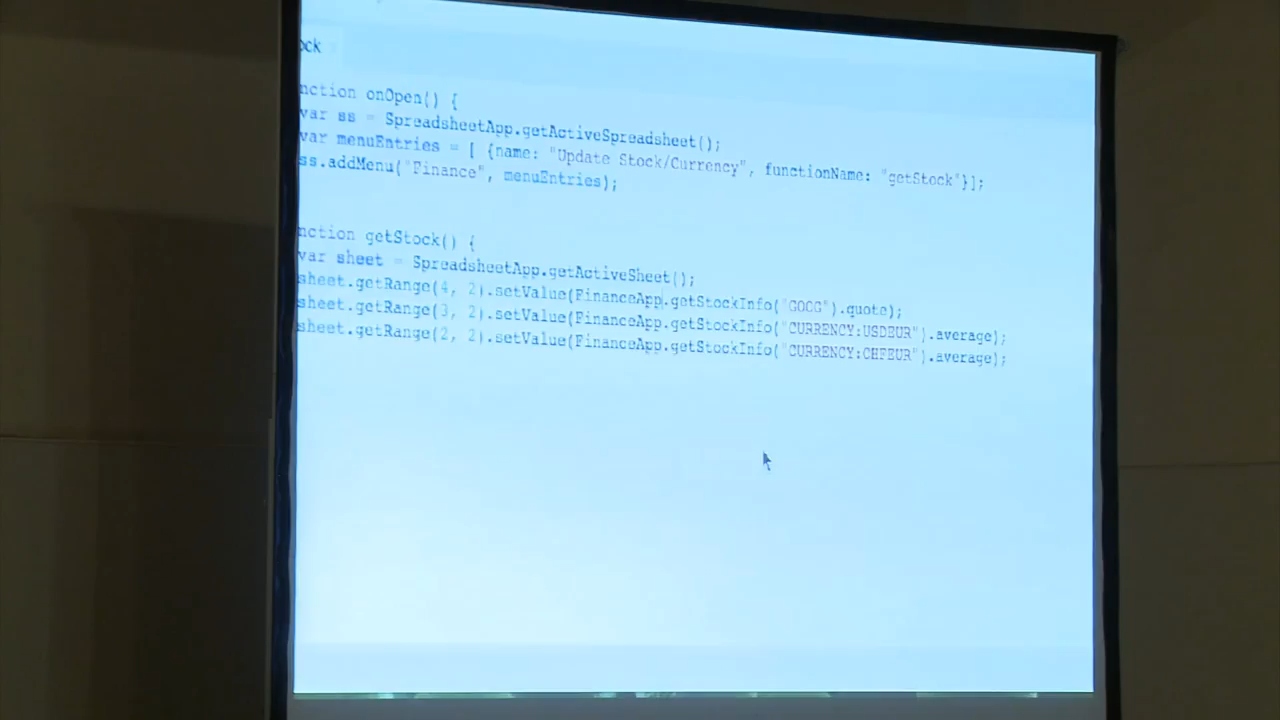 ock
nction onOpen() {
var ss = SpreadsheetApp.getActiveSpreadsheet();
var menuEntries = [ {name: "Update Stock/Currency", functionName: "getStock"}];
ss.addMenu("Finance", menuEntries);
nction getStock() {
var sheet = SpreadsheetApp.getActiveSheet();
sheet.getRange(4, 2).setValue(FinanceApp.getStockInfo("GOOG").quote);
sheet.getRange(3, 2).setValue(FinanceApp.getStockInfo("CURRENCY:USDEUR").average);
sheet.getRange(2, 2).setValue(FinanceApp.getStockInfo("CURRENCY:CHFEUR").average);